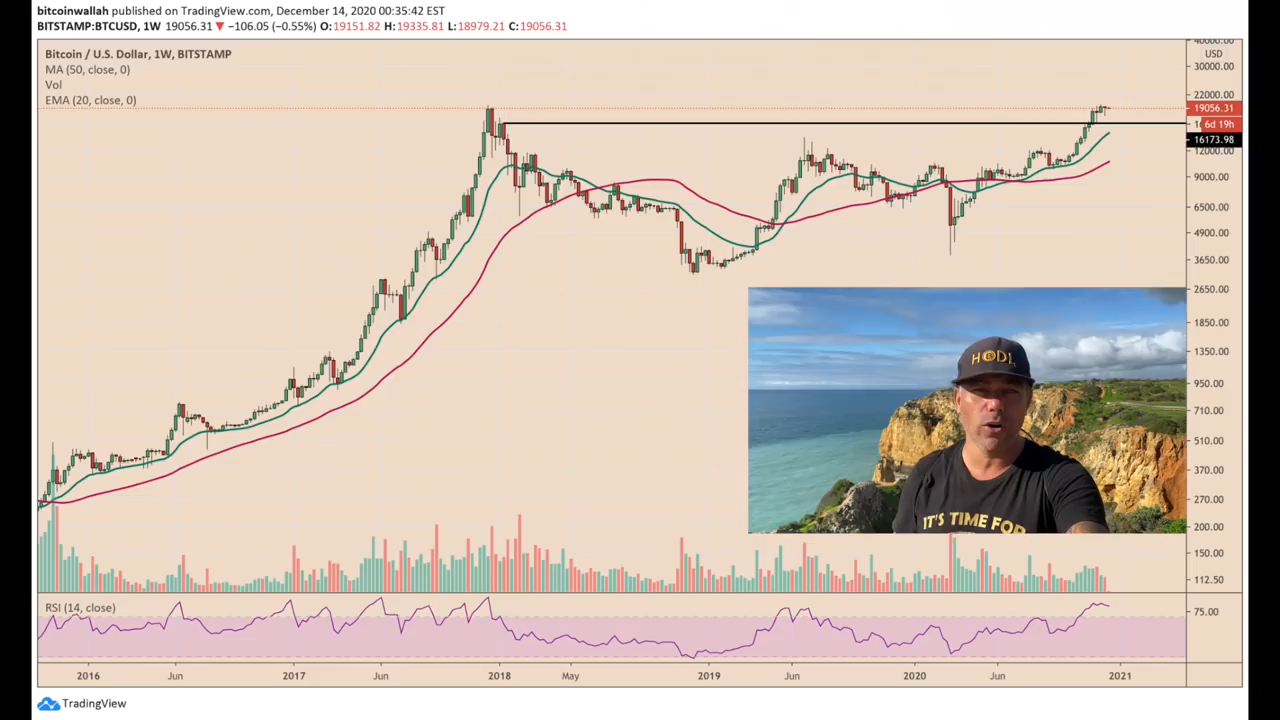 bitcoinwallah published on TradingView.com, December 14, 2020 00:35:42 EST
BITSTAMP:BTCUSD, 1W 19056.31 ▼ −106.05 (−0.55%) O:19151.82 H:19335.81 L:18979.21 C:19056.31
Bitcoin / U.S. Dollar, 1W, BITSTAMP
MA (50, close, 0)
Vol
EMA (20, close, 0)
40000.00
USD
30000.00
22000.00
19056.31
6d 19h
16173.98
12000.00
9000.00
6500.00
4900.00
3650.00
2650.00
1850.00
1350.00
950.00
710.00
510.00
370.00
270.00
200.00
150.00
112.50
HODL
IT'S TIME FOR
RSI (14, close)
75.00
2016 Jun 2017 Jun 2018 May 2019 Jun 2020 Jun 2021
TradingView